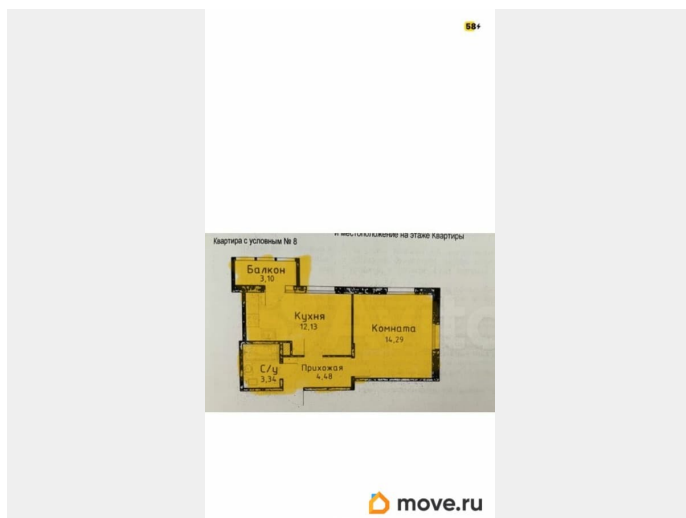 58
и местоположение на этаже Квартиры
Квартира с условным № 8
Балкон
3,10
Кухня
12,13
Комната
14,29
С/у
3,34
Прихожая
4,48
move.ru